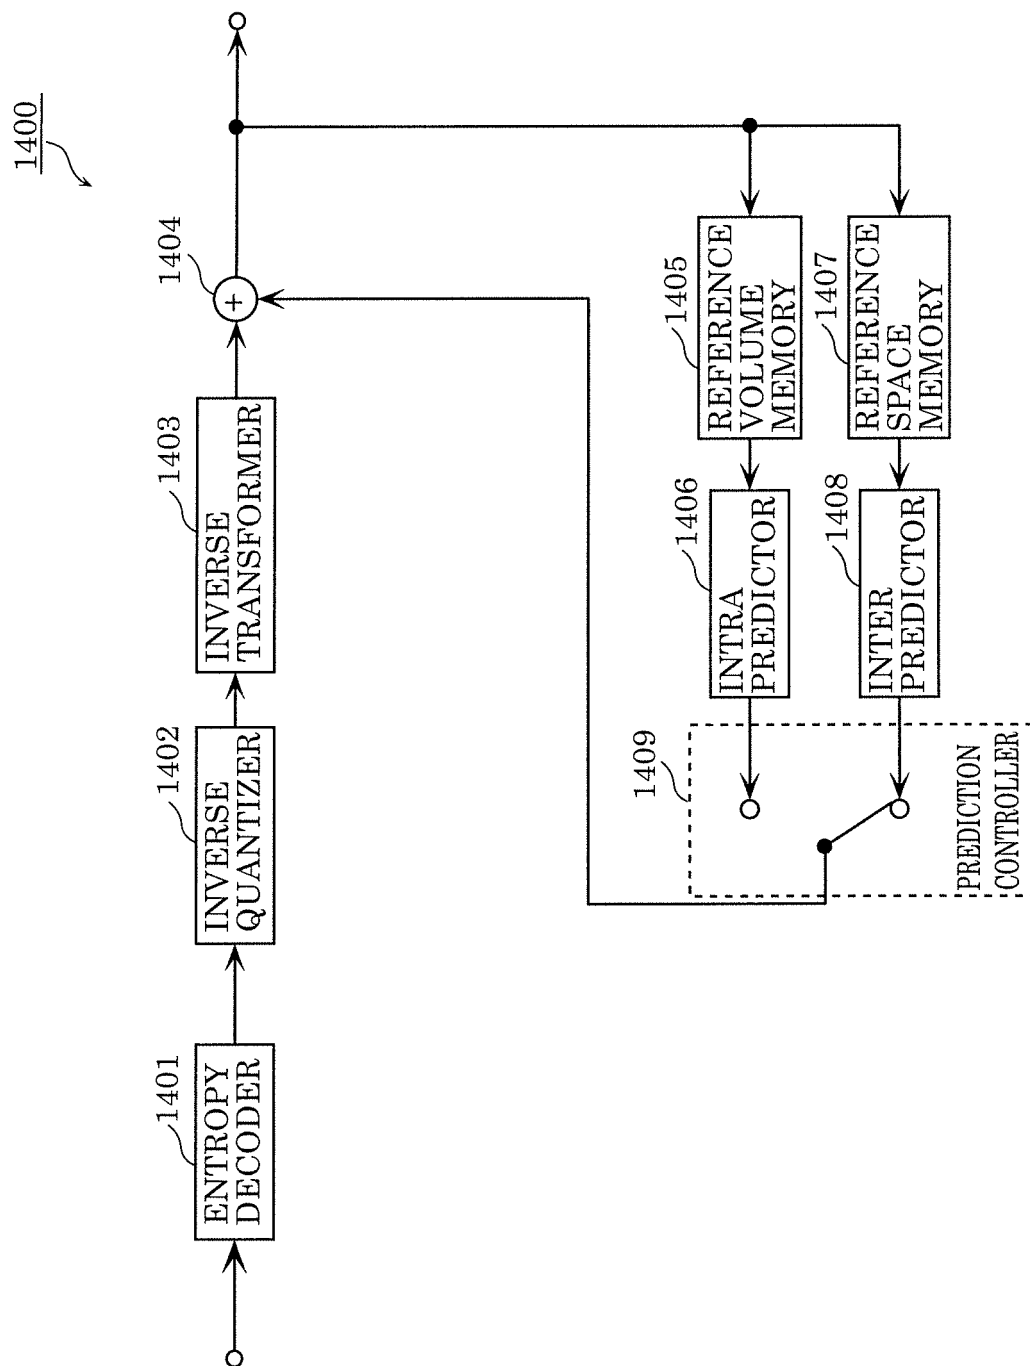 1400
1401
ENTROPY
DECODER
1402
INVERSE
QUANTIZER
1403
INVERSE
TRANSFORMER
1404
+
1409
PREDICTION
CONTROLLER
1406
INTRA
PREDICTOR
1405
REFERENCE
VOLUME
MEMORY
1408
INTER
PREDICTOR
1407
REFERENCE
SPACE
MEMORY